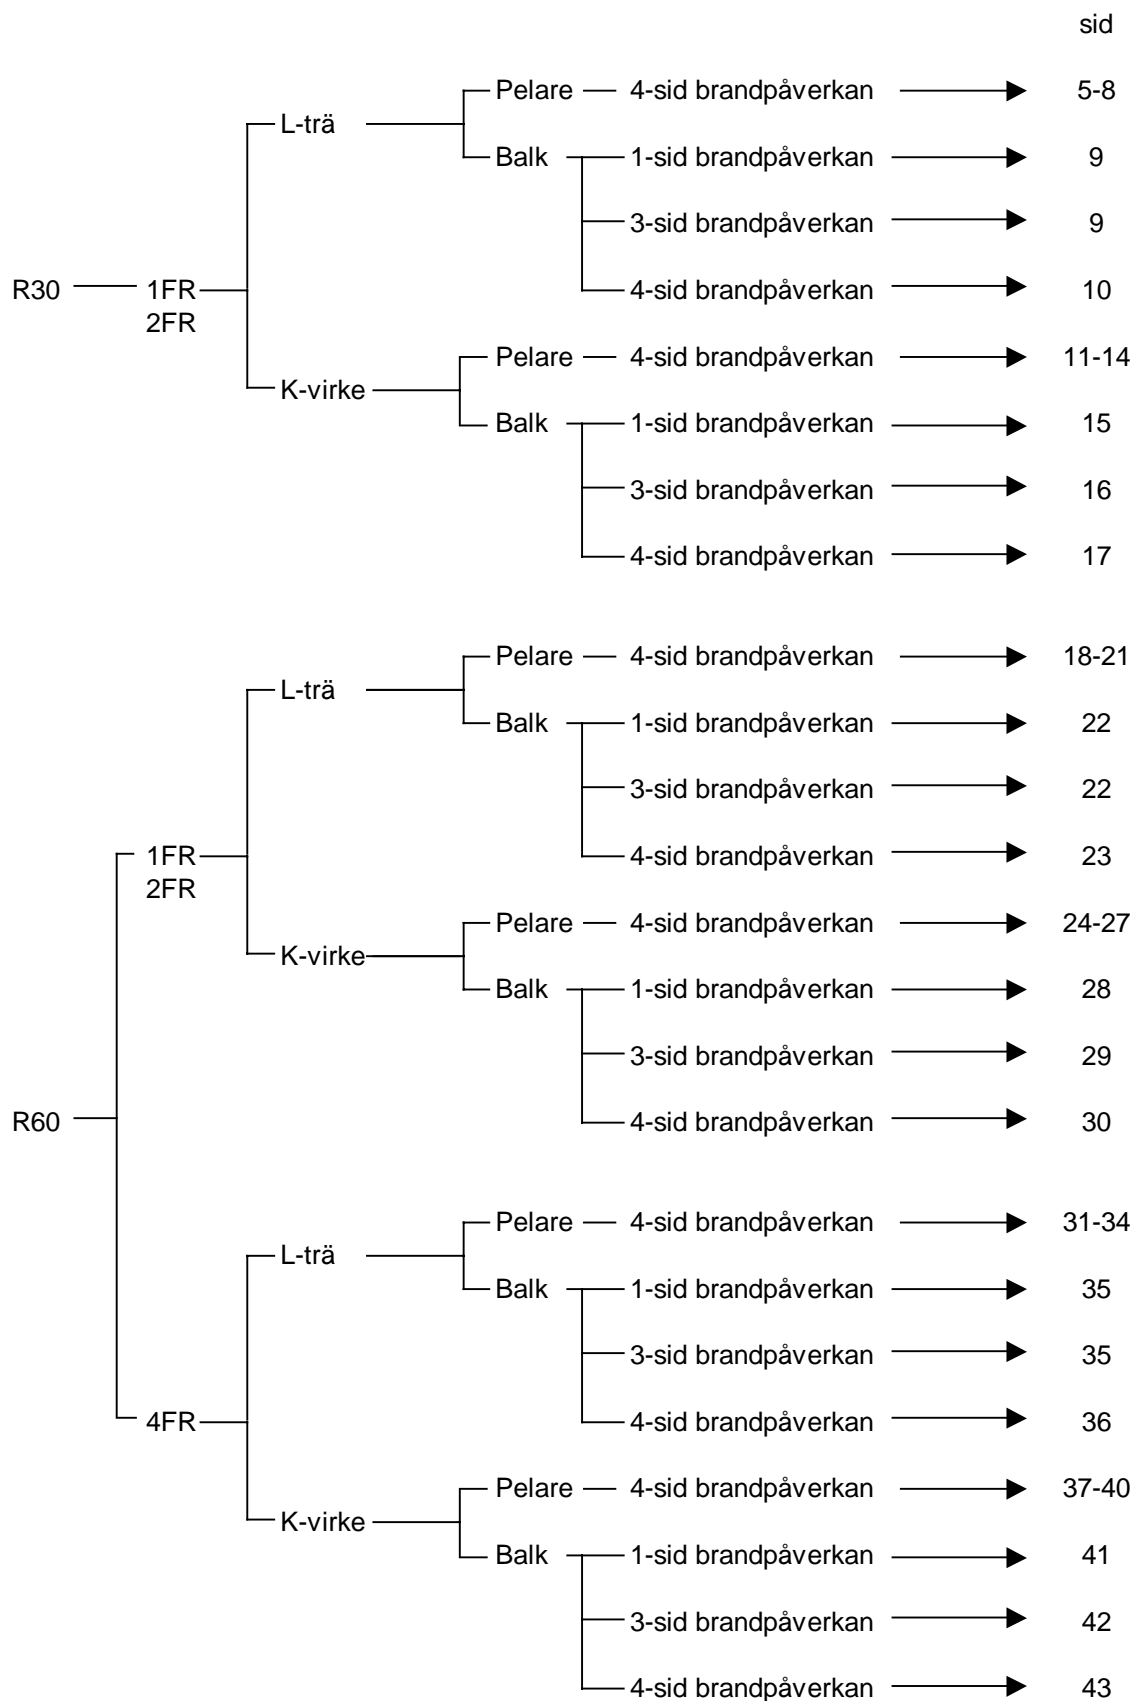 sid
Pelare 4-sid brandpåverkan 5-8
L-trä
Balk 1-sid brandpåverkan 9
3-sid brandpåverkan 9
R30 1FR 4-sid brandpåverkan 10
2FR
Pelare 4-sid brandpåverkan 11-14
K-virke
Balk 1-sid brandpåverkan 15
3-sid brandpåverkan 16
4-sid brandpåverkan 17
Pelare 4-sid brandpåverkan 18-21
L-trä
Balk 1-sid brandpåverkan 22
3-sid brandpåverkan 22
1FR 4-sid brandpåverkan 23
2FR
Pelare 4-sid brandpåverkan 24-27
K-virke
Balk 1-sid brandpåverkan 28
3-sid brandpåverkan 29
R60 4-sid brandpåverkan 30
Pelare 4-sid brandpåverkan 31-34
L-trä
Balk 1-sid brandpåverkan 35
3-sid brandpåverkan 35
4FR 4-sid brandpåverkan 36
Pelare 4-sid brandpåverkan 37-40
K-virke
Balk 1-sid brandpåverkan 41
3-sid brandpåverkan 42
4-sid brandpåverkan 43